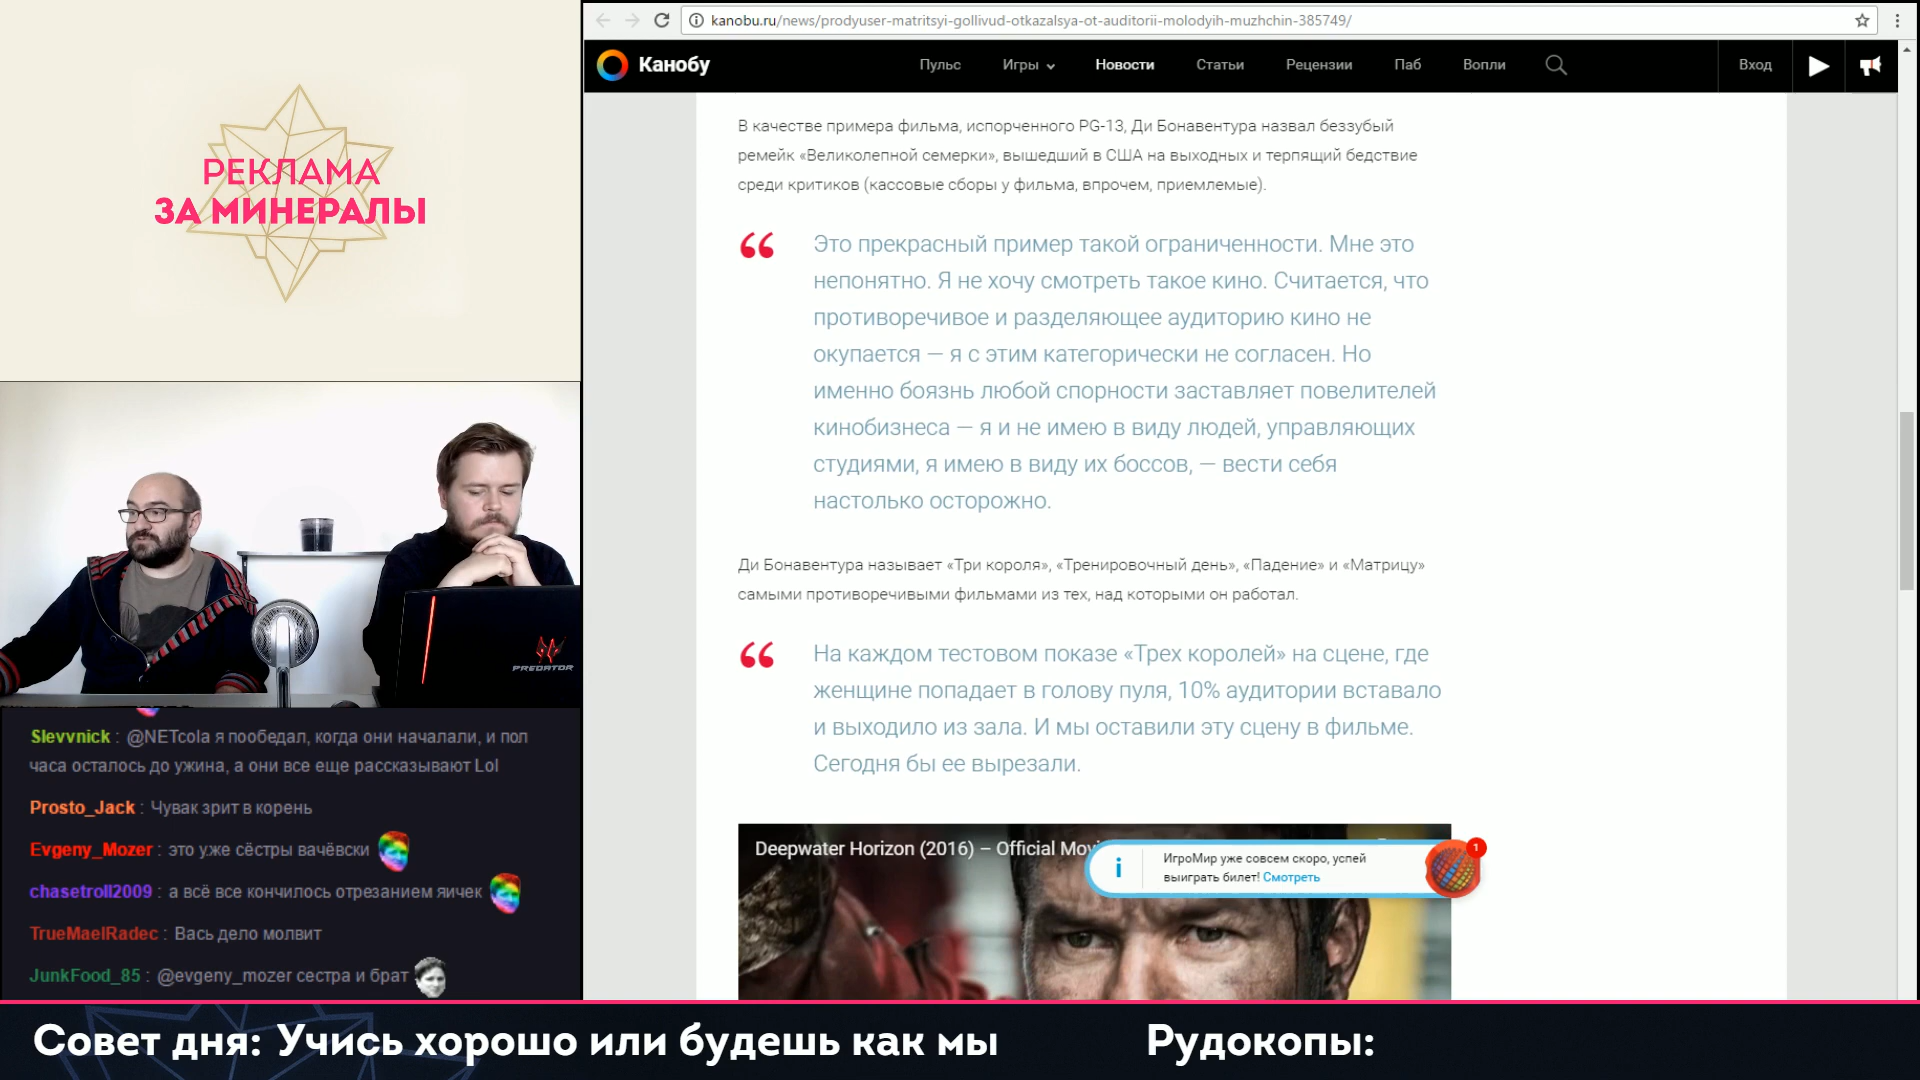 kanobu.ru/news/prodyuser-matritsyi-gollivud-otkazalsya-ot-auditorii-molodyih-muzhchin-385749/
Канобу
Пульс
Игры
Новости
Статьи
Рецензии
Паб
Вопли
Вход
В качестве примера фильма, испорченного PG-13, Ди Бонавентура назвал беззубый
ремейк «Великолепной семерки», вышедший в США на выходных и терпящий бедствие
среди критиков (кассовые сборы у фильма, впрочем, приемлемые).
“
Это прекрасный пример такой ограниченности. Мне это
непонятно. Я не хочу смотреть такое кино. Считается, что
противоречивое и разделяющее аудиторию кино не
окупается — я с этим категорически не согласен. Но
именно боязнь любой спорности заставляет повелителей
кинобизнеса — я и не имею в виду людей, управляющих
студиями, я имею в виду их боссов, — вести себя
настолько осторожно.
Ди Бонавентура называет «Три короля», «Тренировочный день», «Падение» и «Матрицу»
самыми противоречивыми фильмами из тех, над которыми он работал.
“
На каждом тестовом показе «Трех королей» на сцене, где
женщине попадает в голову пуля, 10% аудитории вставало
и выходило из зала. И мы оставили эту сцену в фильме.
Сегодня бы ее вырезали.
Deepwater Horizon (2016) – Official Movi
i
ИгроМир уже совсем скоро, успей
выиграть билет! Смотреть
1
РЕКЛАМА
ЗА МИНЕРАЛЫ
PREDATOR
Slevvnick : @NETcola я пообедал, когда они началали, и пол
часа осталось до ужина, а они все еще рассказывают Lol
Prosto_Jack : Чувак зрит в корень
Evgeny_Mozer : это уже сёстры вачёвски
chasetroll2009 : а всё все кончилось отрезанием яичек
TrueMaelRadec : Вась дело молвит
JunkFood_85 : @evgeny_mozer сестра и брат
Совет дня: Учись хорошо или будешь как мы
Рудокопы: